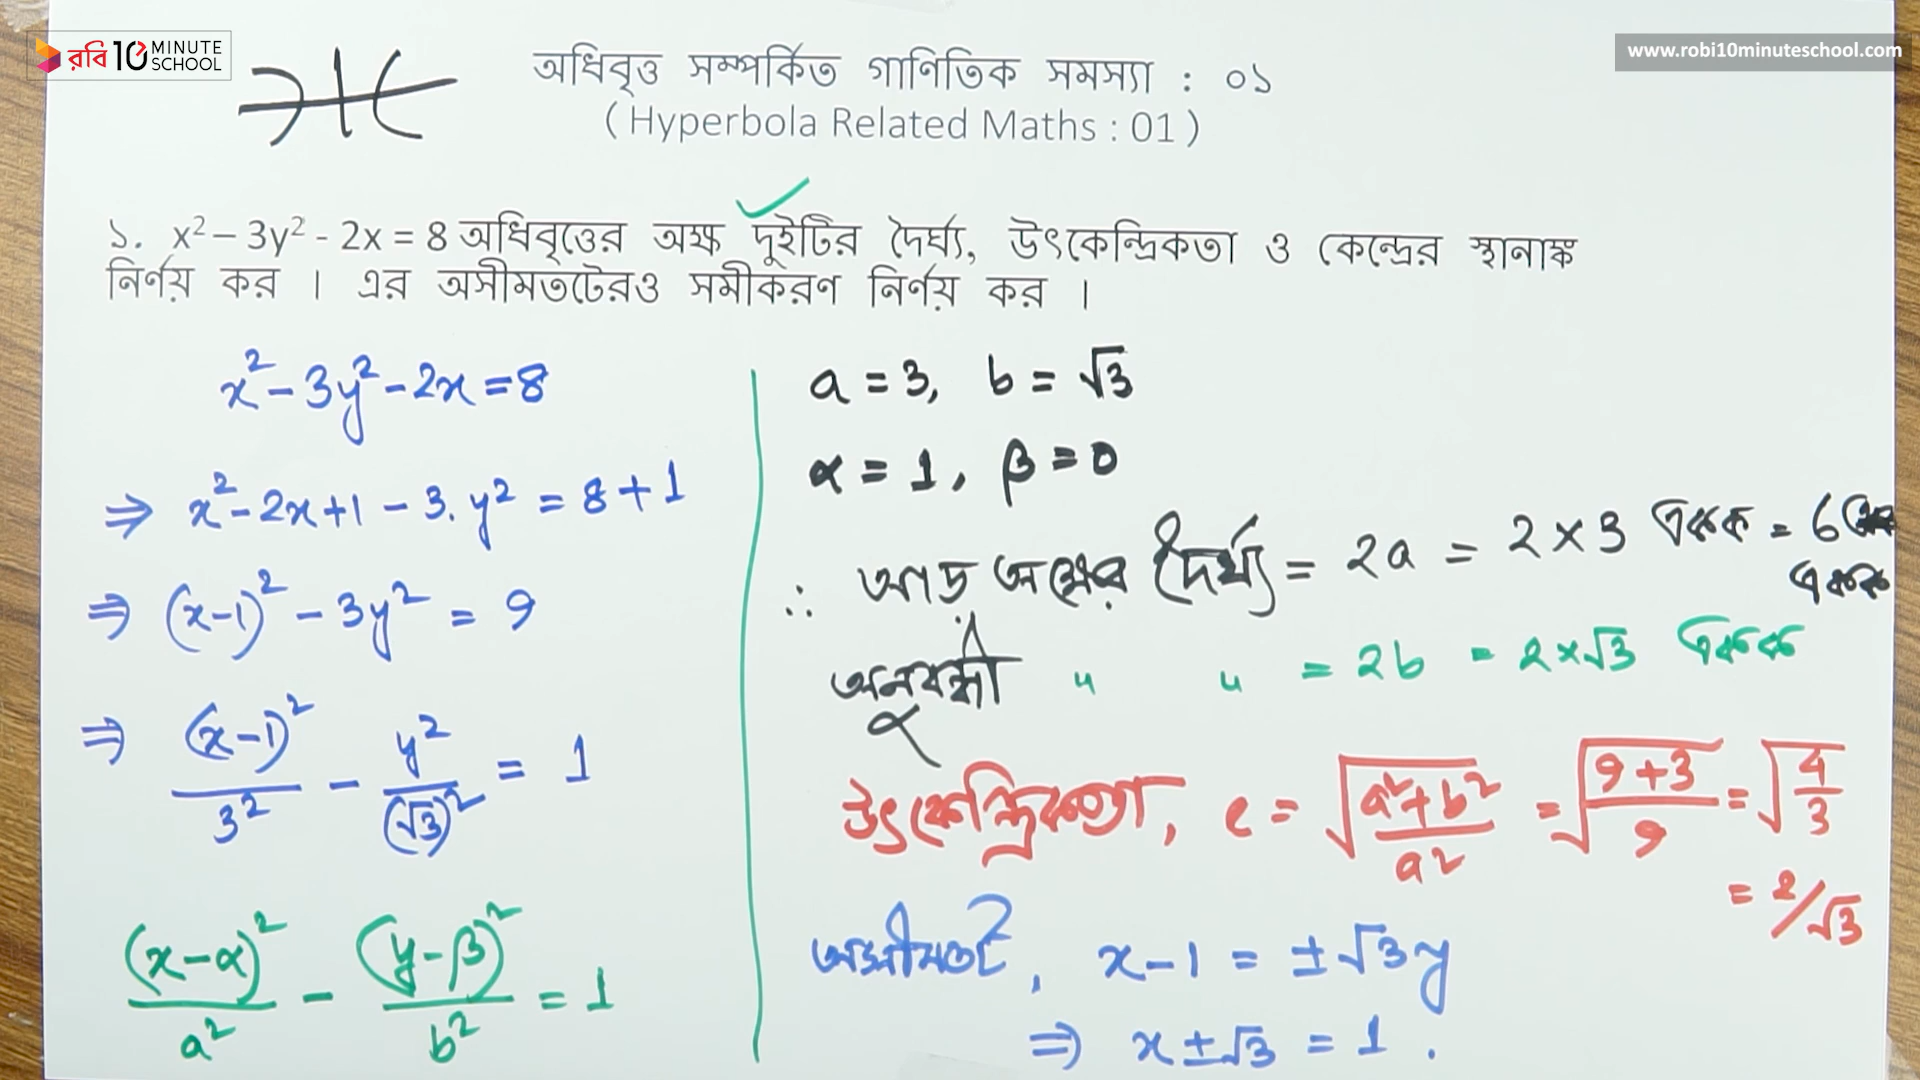 রবি 10 MINUTE SCHOOL
www.robi10minuteschool.com
অধিবৃত্ত সম্পর্কিত গাণিতিক সমস্যা : ০১
( Hyperbola Related Maths : 01 )
১. x² – 3y² - 2x = 8 অধিবৃত্তের অক্ষ দুইটির দৈর্ঘ্য, উৎকেন্দ্রিকতা ও কেন্দ্রের স্থানাঙ্ক
নির্ণয় কর । এর অসীমতটেরও সমীকরণ নির্ণয় কর ।
x² - 3y² - 2x = 8
⇒ x² - 2x + 1 - 3. y² = 8 + 1
⇒ (x-1)² - 3y² = 9
⇒ (x-1)²/3² - y²/(√3)² = 1
(x-α)²/a² - (y-β)²/b² = 1
a = 3, b = √3
α = 1, β = 0
∴ আড় অক্ষের দৈর্ঘ্য = 2a = 2 × 3 একক = 6 একক
অনুবন্ধী " " = 2b = 2 × √3 একক
উৎকেন্দ্রিকতা, e = √((a² + b²)/a²) = √((9 + 3)/9) = √(4/3)
= 2/√3
অসীমতট, x - 1 = ±√3 y
⇒ x ± √3 = 1 .